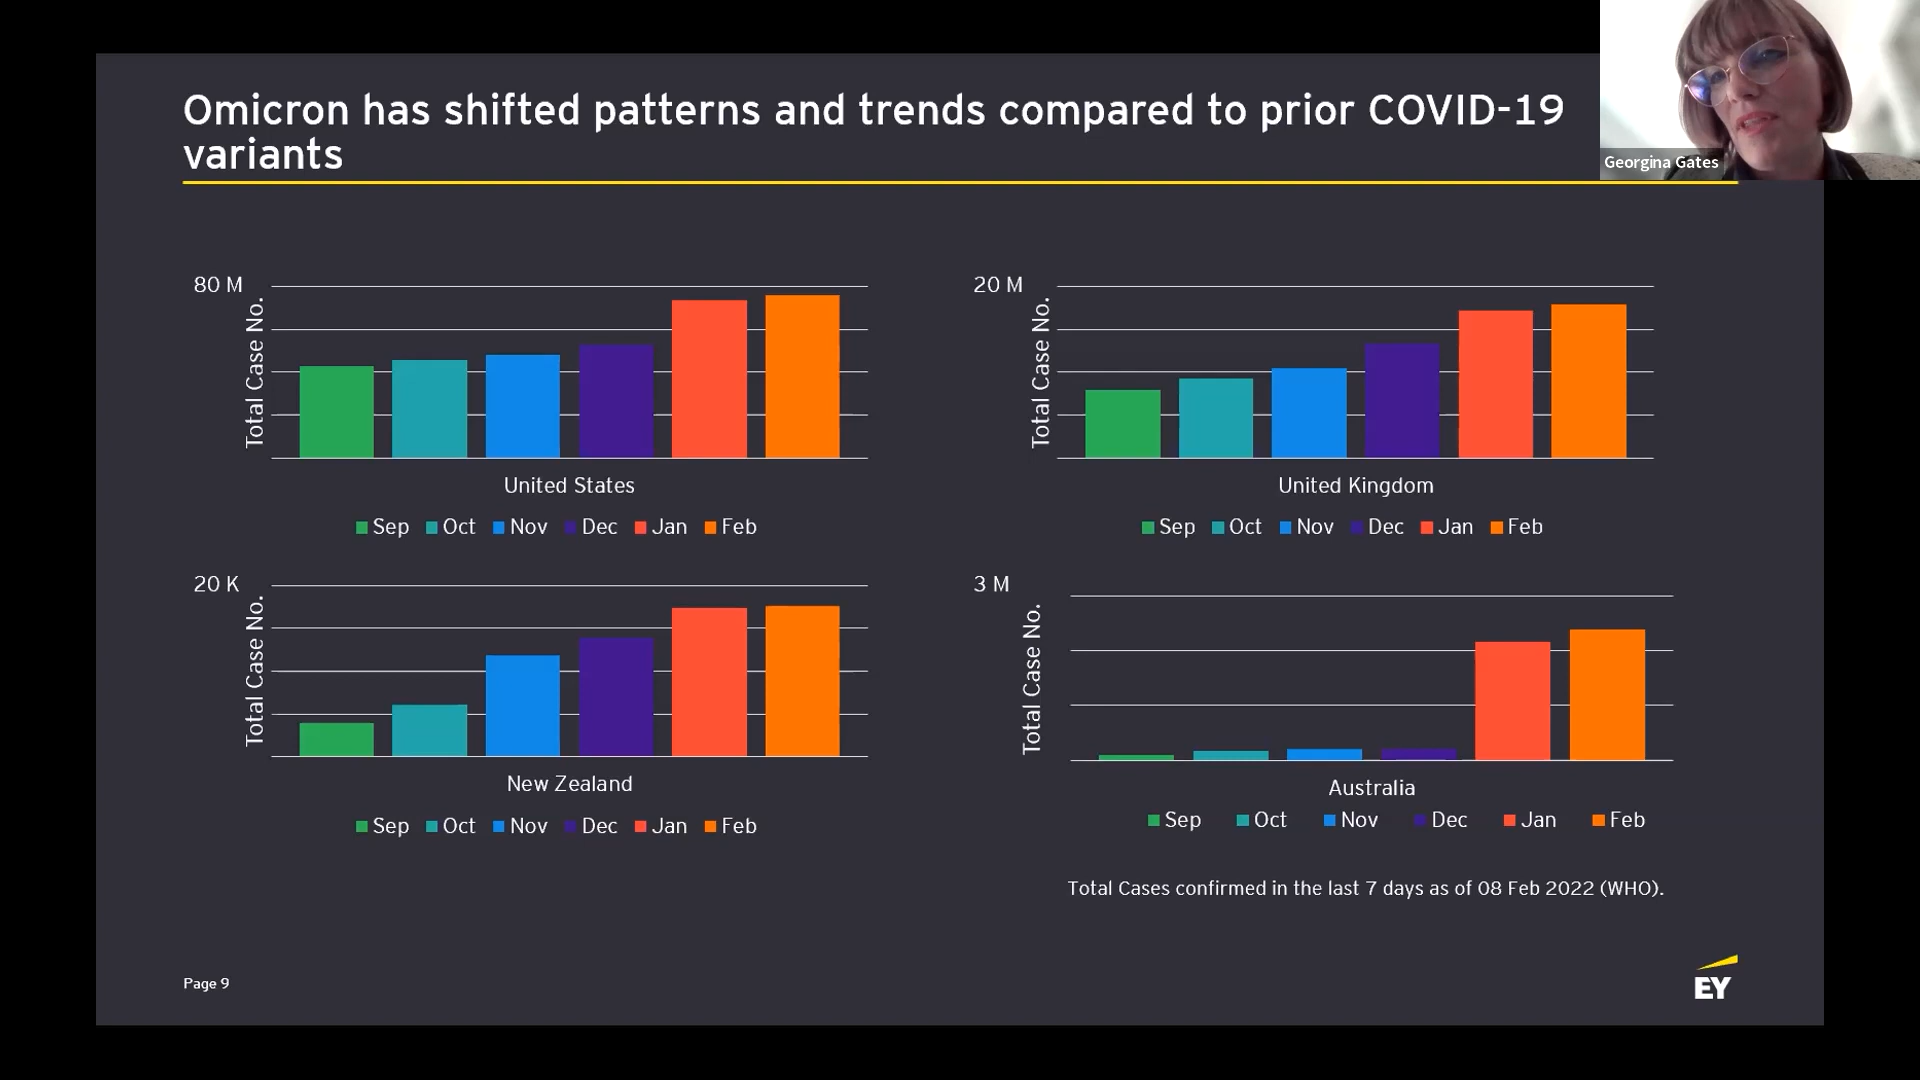 Omicron has shifted patterns and trends compared to prior COVID-19
variants
Georgina Gates
80 M
Total Case No.
United States
Sep Oct Nov Dec Jan Feb
20 M
Total Case No.
United Kingdom
Sep Oct Nov Dec Jan Feb
20 K
Total Case No.
New Zealand
Sep Oct Nov Dec Jan Feb
3 M
Total Case No.
Australia
Sep Oct Nov Dec Jan Feb
Total Cases confirmed in the last 7 days as of 08 Feb 2022 (WHO).
Page 9
EY